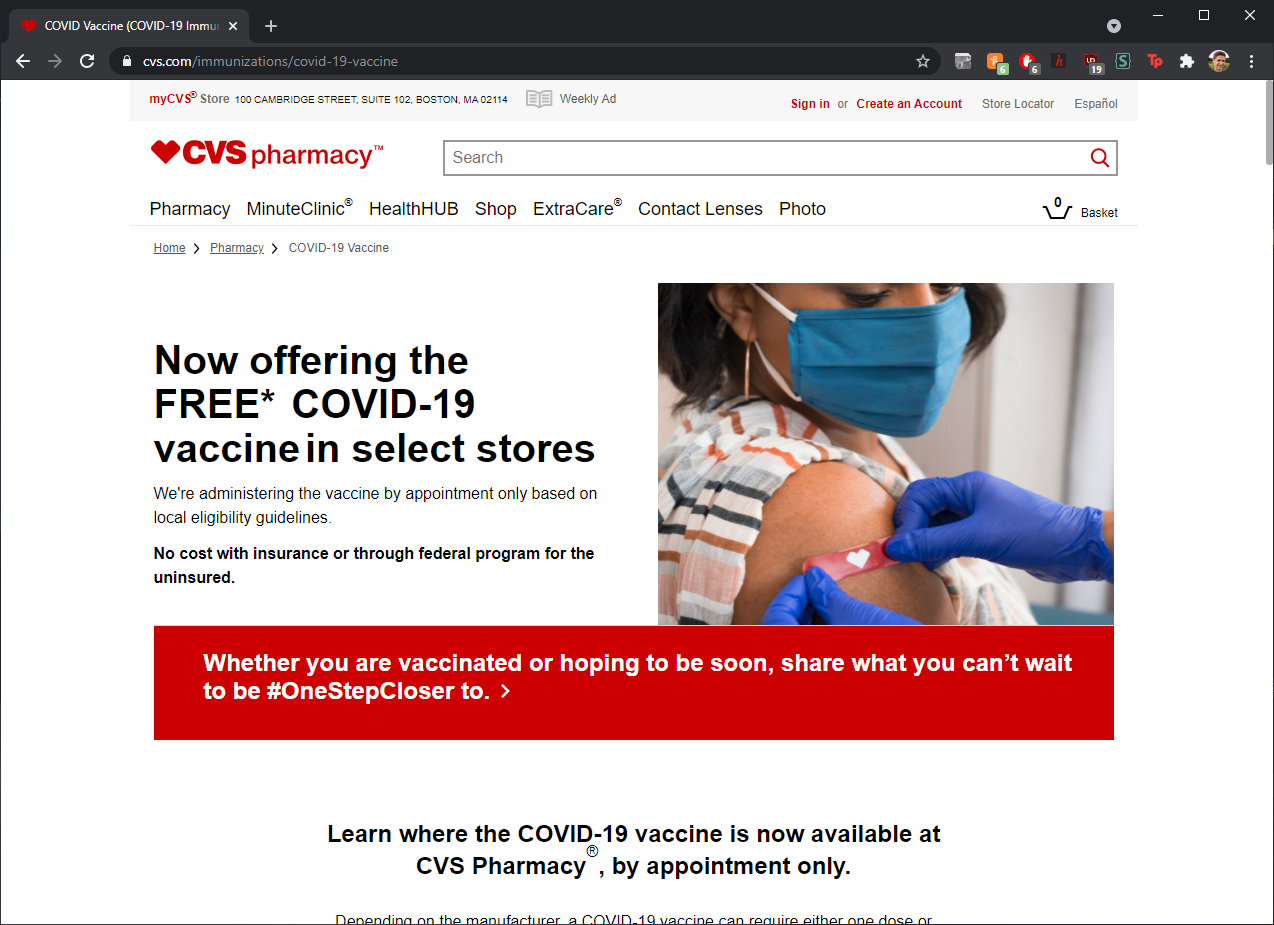 COVID Vaccine (COVID-19 Immu
cvs.com/immunizations/covid-19-vaccine
6
6
h
UD
19
S
Tp
myCVS® Store 100 CAMBRIDGE STREET, SUITE 102, BOSTON, MA 02114 Weekly Ad
Sign in or Create an Account Store Locator Español
CVS pharmacy™
Search
Pharmacy MinuteClinic® HealthHUB Shop ExtraCare® Contact Lenses Photo
0 Basket
Home Pharmacy COVID-19 Vaccine
Now offering the
FREE* COVID-19
vaccine in select stores
We're administering the vaccine by appointment only based on
local eligibility guidelines.
No cost with insurance or through federal program for the
uninsured.
Whether you are vaccinated or hoping to be soon, share what you can’t wait
to be #OneStepCloser to.
Learn where the COVID-19 vaccine is now available at
CVS Pharmacy®, by appointment only.
Depending on the manufacturer, a COVID-19 vaccine can require either one dose or